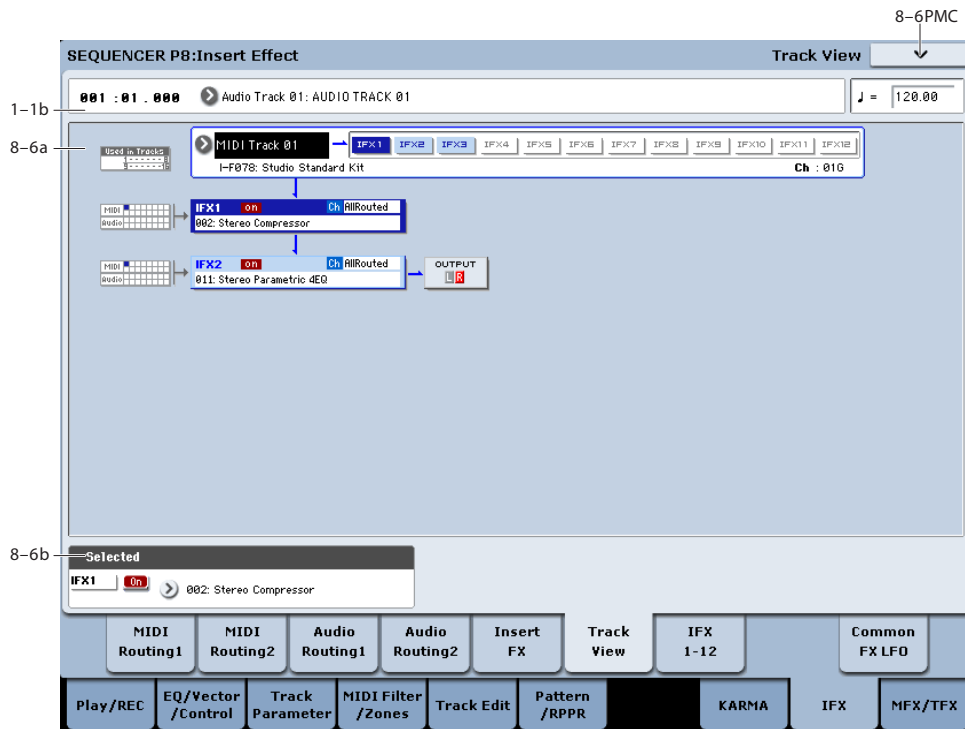 8–6PMC
SEQUENCER P8:Insert Effect
Track View
1–1b
001 :01 . 000
Audio Track 01: AUDIO TRACK 01
♩ = 120.00
8–6a
Used in Tracks
MIDI Track 01
IFX1 IFX2 IFX3 IFX4 IFX5 IFX6 IFX7 IFX8 IFX9 IFX10 IFX11 IFX12
I-F078: Studio Standard Kit
Ch : 01G
MIDI
Audio
IFX1 on Ch AllRouted
002: Stereo Compressor
MIDI
Audio
IFX2 on Ch AllRouted
011: Stereo Parametric 4EQ
OUTPUT
L R
8–6b
Selected
IFX1 On 002: Stereo Compressor
MIDI Routing1
MIDI Routing2
Audio Routing1
Audio Routing2
Insert FX
Track View
IFX 1-12
Common FX LFO
Play/REC
EQ/Vector /Control
Track Parameter
MIDI Filter /Zones
Track Edit
Pattern /RPPR
KARMA
IFX
MFX/TFX